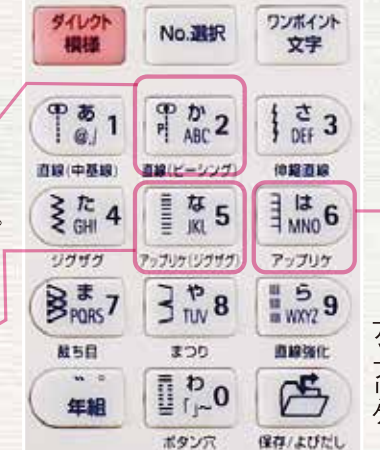 ダイレクト
模様
No.選択
ワンポイント
文字
あ
@./
1
P
か
ABC
2
さ
DEF
3
直線(中基線)
直線(ピーシング)
伸縮直線
た
GHI
4
な
JKL
5
は
MNO
6
ジグザグ
アップリケ(ジグザグ)
アップリケ
ま
PQRS
7
や
TUV
8
ら
WXYZ
9
裁ち目
まつり
直線強化
年組
わ
「」~
0
ボタン穴
保存/よびだし